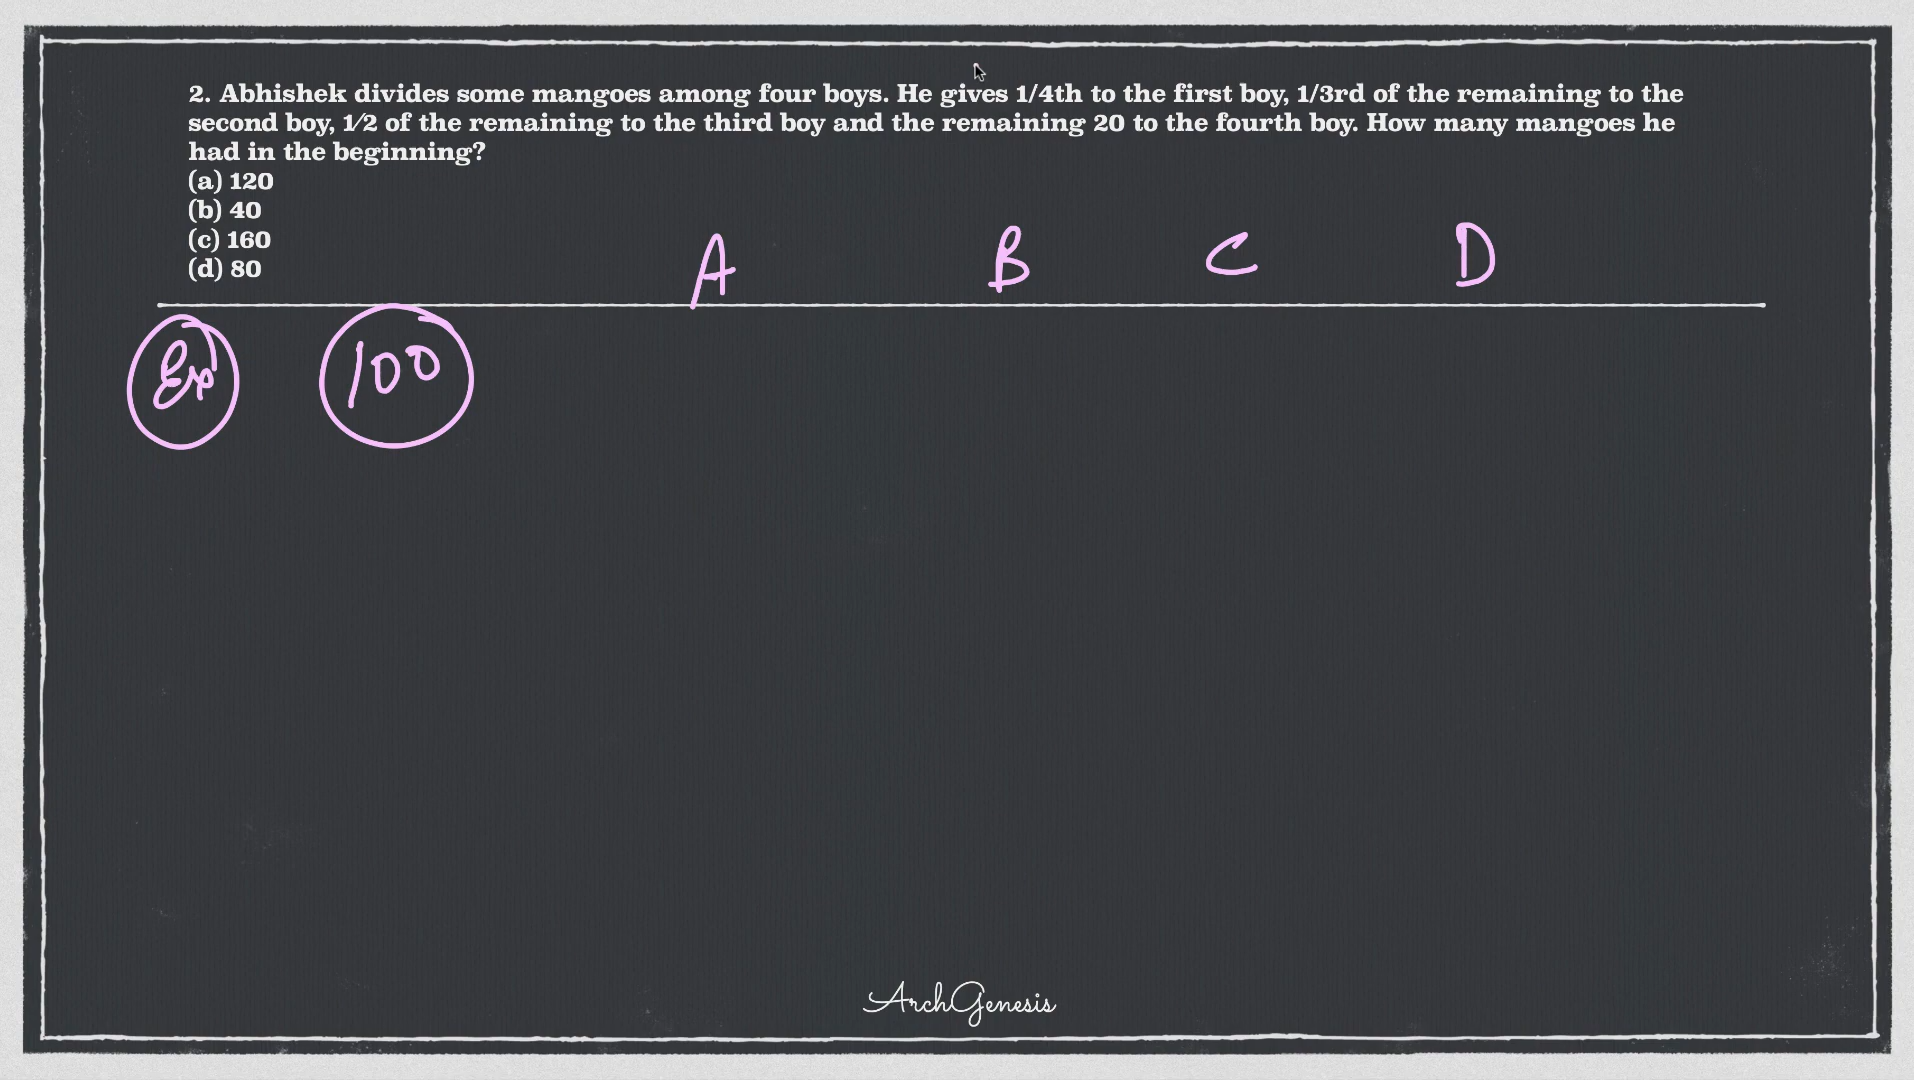 2. Abhishek divides some mangoes among four boys. He gives 1/4th to the first boy, 1/3rd of the remaining to the
second boy, 1/2 of the remaining to the third boy and the remaining 20 to the fourth boy. How many mangoes he
had in the beginning?
(a) 120
(b) 40
(c) 160
(d) 80
A B C D
Ex 100
ArchGenesis